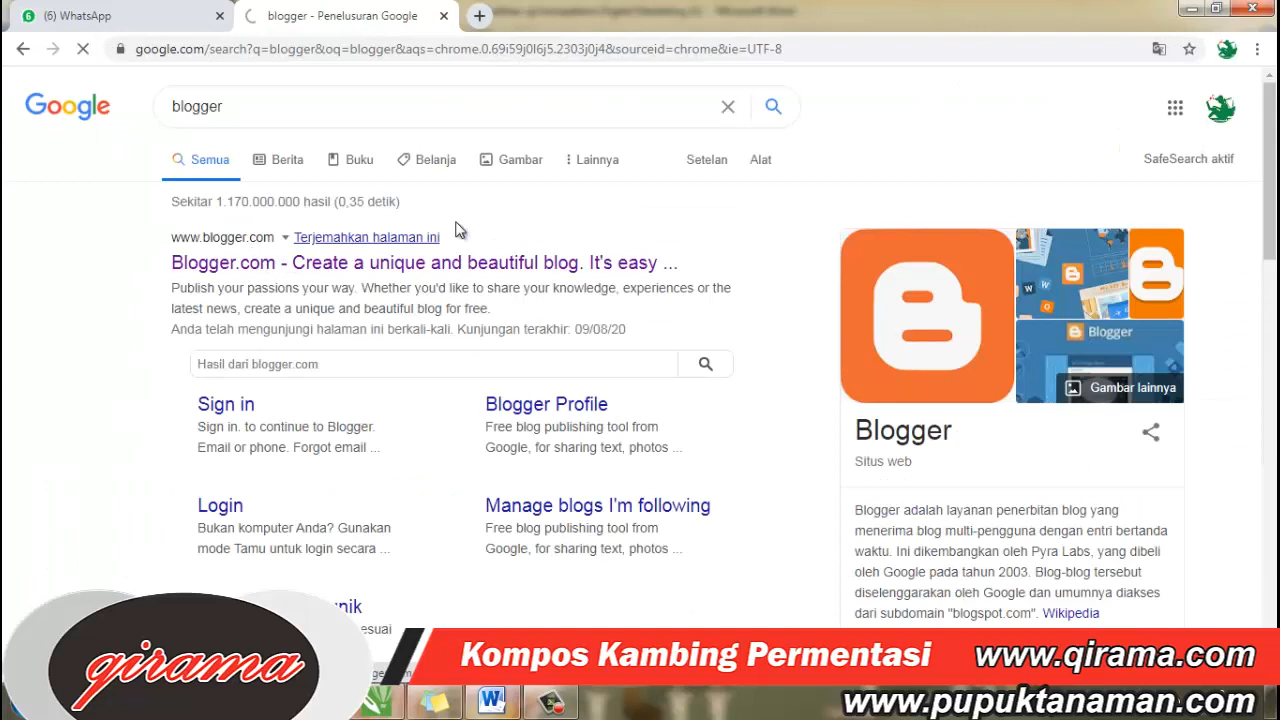 (6) WhatsApp
blogger - Penelusuran Google
google.com/search?q=blogger&oq=blogger&aqs=chrome.0.69i59j0l6j5.2303j0j4&sourceid=chrome&ie=UTF-8
Google
blogger
Semua Berita Buku Belanja Gambar Lainnya Setelan Alat
SafeSearch aktif
Sekitar 1.170.000.000 hasil (0,35 detik)
www.blogger.com Terjemahkan halaman ini
Blogger.com - Create a unique and beautiful blog. It's easy ...
Publish your passions your way. Whether you'd like to share your knowledge, experiences or the
latest news, create a unique and beautiful blog for free.
Anda telah mengunjungi halaman ini berkali-kali. Kunjungan terakhir: 09/08/20
Hasil dari blogger.com
Sign in
Sign in. to continue to Blogger.
Email or phone. Forgot email ...
Blogger Profile
Free blog publishing tool from
Google, for sharing text, photos ...
Login
Bukan komputer Anda? Gunakan
mode Tamu untuk login secara ...
Manage blogs I'm following
Free blog publishing tool from
Google, for sharing text, photos ...
Blogger
Gambar lainnya
Blogger
Situs web
Blogger adalah layanan penerbitan blog yang
menerima blog multi-pengguna dengan entri bertanda
waktu. Ini dikembangkan oleh Pyra Labs, yang dibeli
oleh Google pada tahun 2003. Blog-blog tersebut
diselenggarakan oleh Google dan umumnya diakses
dari subdomain "blogspot.com". Wikipedia
qirama
Kompos Kambing Permentasi
www.qirama.com
www.pupuktanaman.com